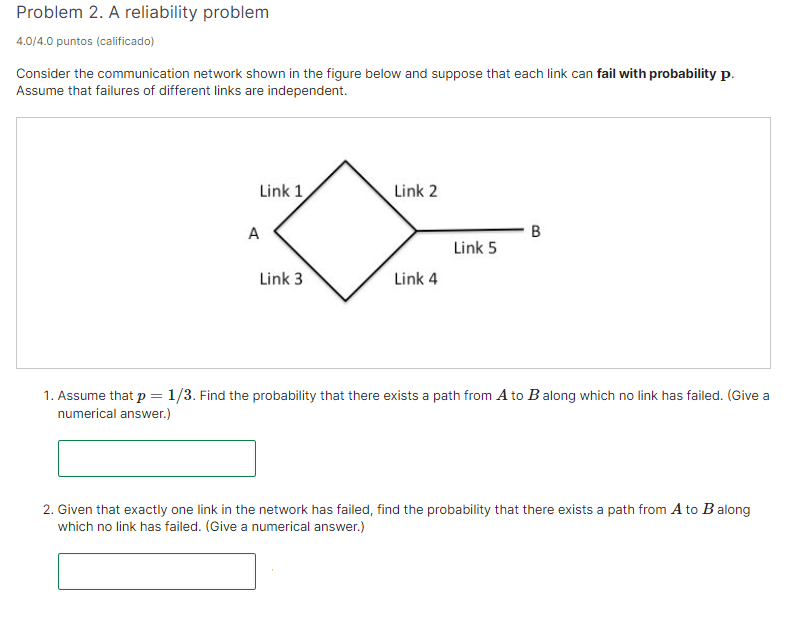 Problem 2. A reliability problem
4.0/4.0 puntos (calificado)
Consider the communication network shown in the figure below and suppose that each link can fail with probability p.
Assume that failures of different links are independent.
Link 1
Link 2
A
B
Link 5
Link 3
Link 4
1. Assume that p = 1/3. Find the probability that there exists a path from A to B along which no link has failed. (Give a
numerical answer.)
2. Given that exactly one link in the network has failed, find the probability that there exists a path from A to B along
which no link has failed. (Give a numerical answer.)